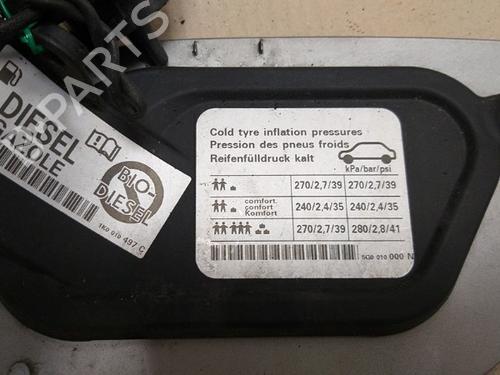 DIESEL
GAZOLE
BIO-
DIESEL
1K0 010 497 C
Cold tyre inflation pressures
Pression des pneus froids
Reifenfülldruck kalt
kPa/bar/psi
270/2,7/39 270/2,7/39
comfort.
confort
Komfort
240/2,4/35 240/2,4/35
270/2,7/39 280/2,8/41
5G0 010 000 N
B-PARTS